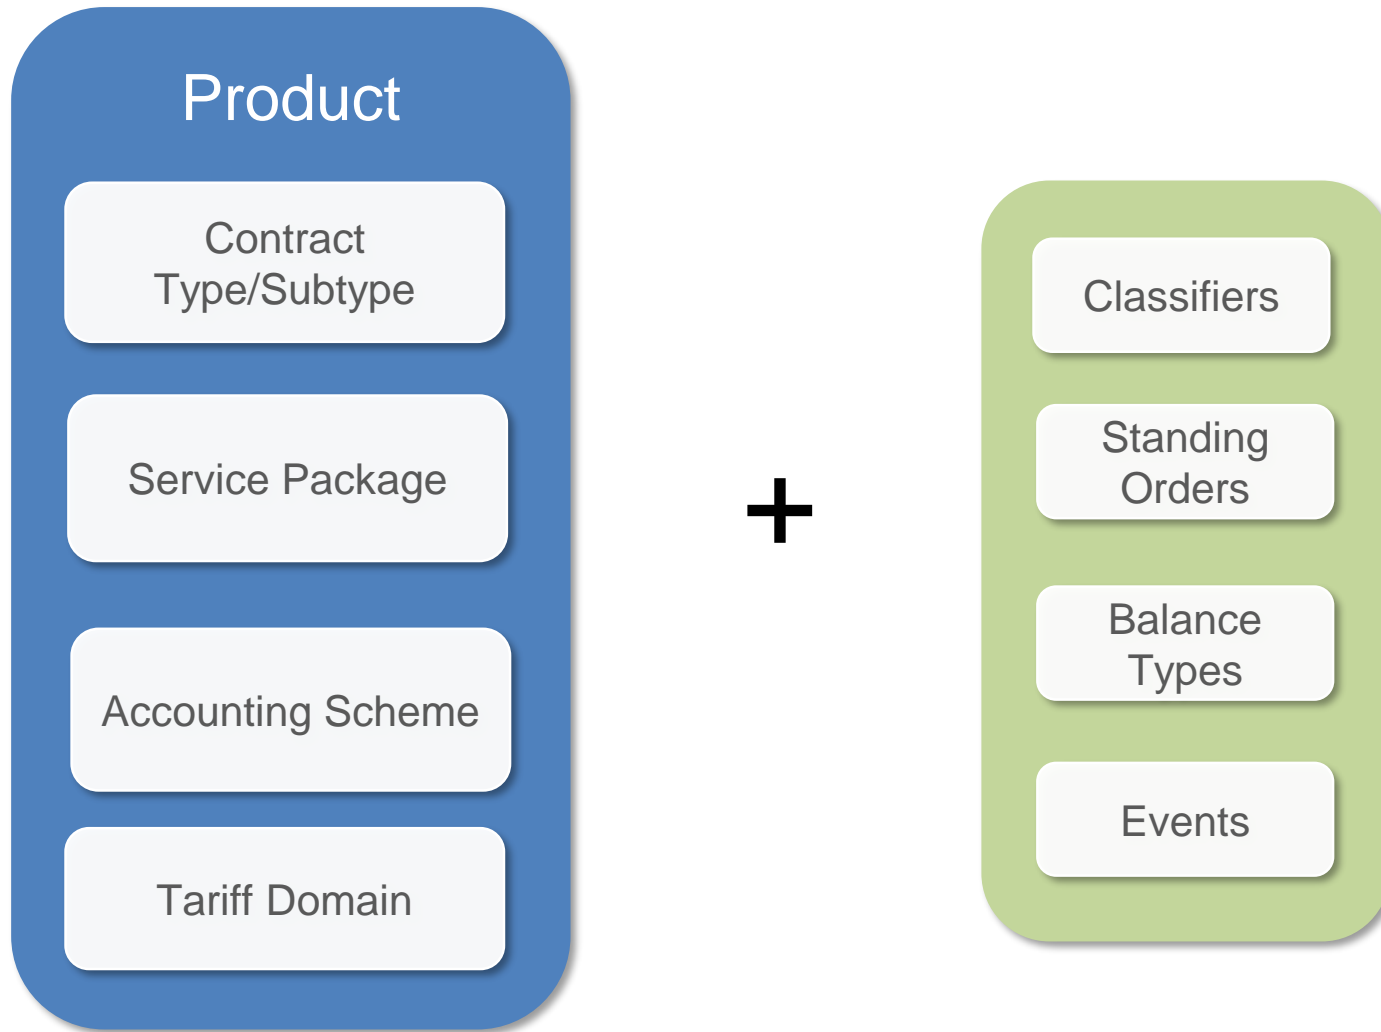 Product
Contract
Type/Subtype
Service Package
Accounting Scheme
Tariff Domain
+
Classifiers
Standing
Orders
Balance
Types
Events